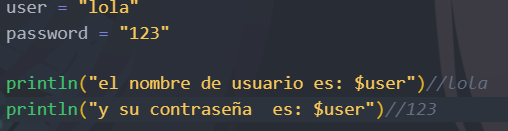 user = "lola"
password = "123"
println("el nombre de usuario es: $user")//lola
println("y su contraseña  es: $user")//123